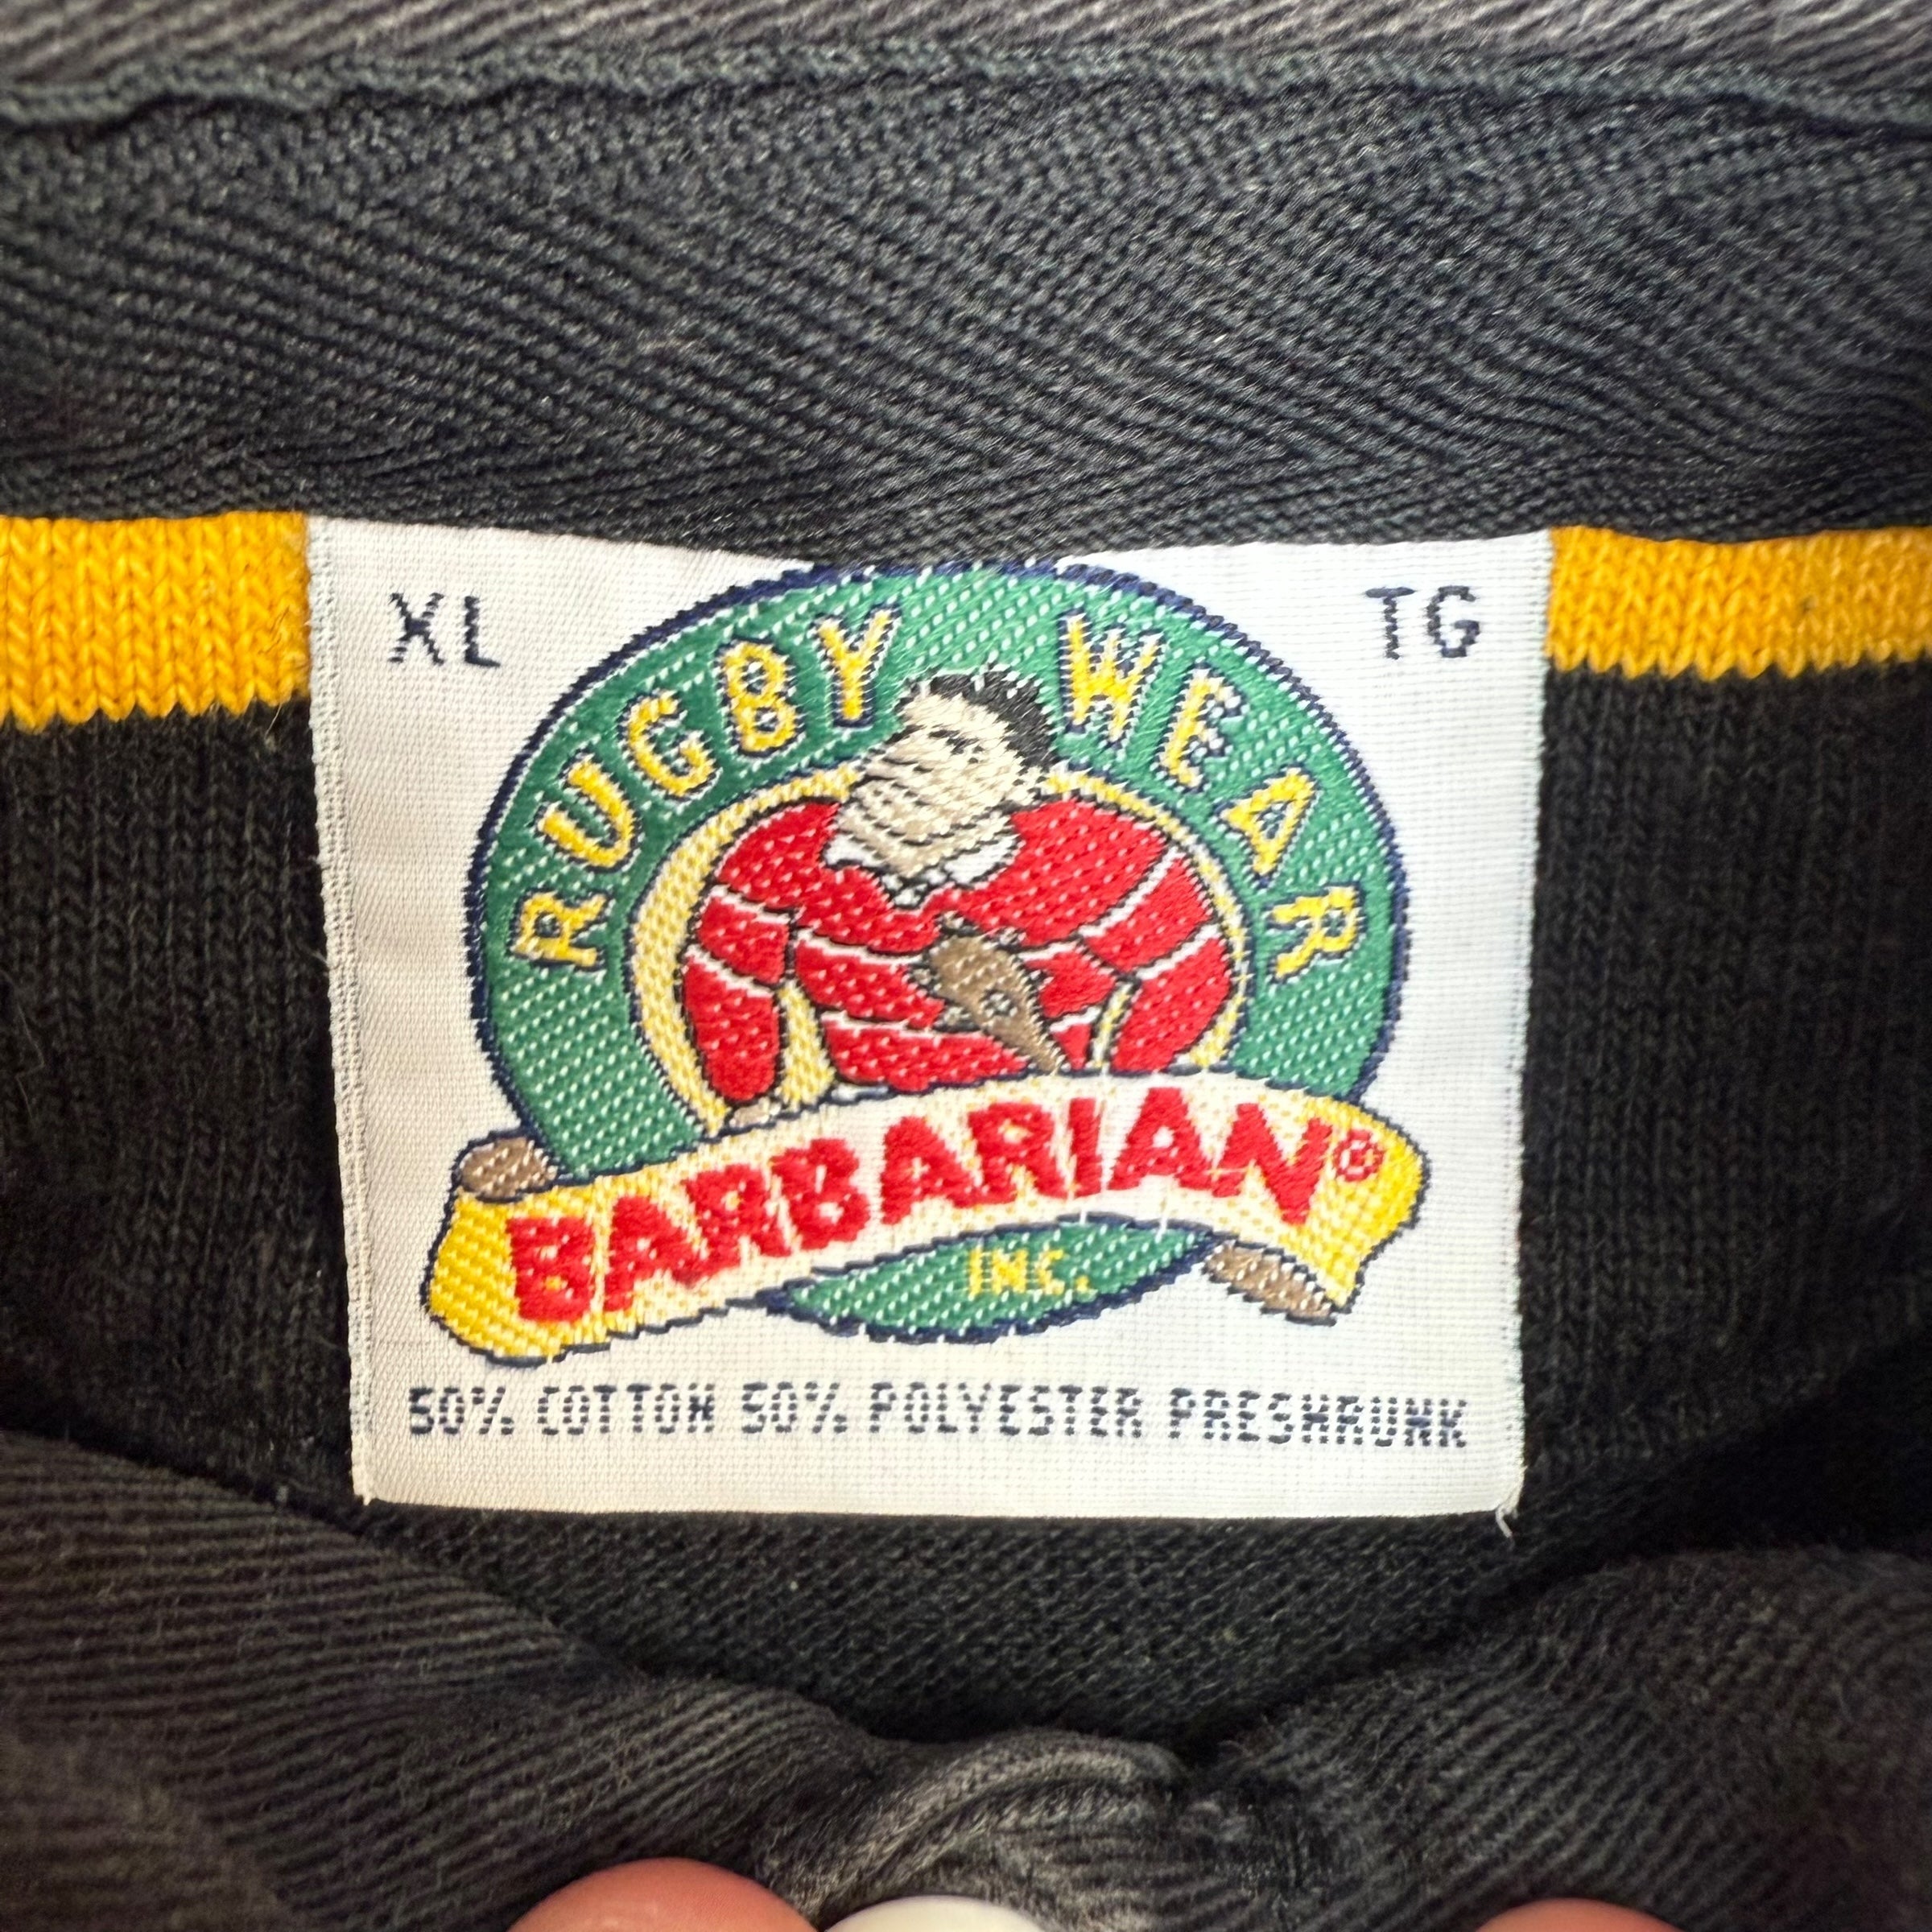 XL TG
RUGBY WEAR
BARBARIAN®
INC.
50% COTTON 50% POLYESTER PRESHRUNK